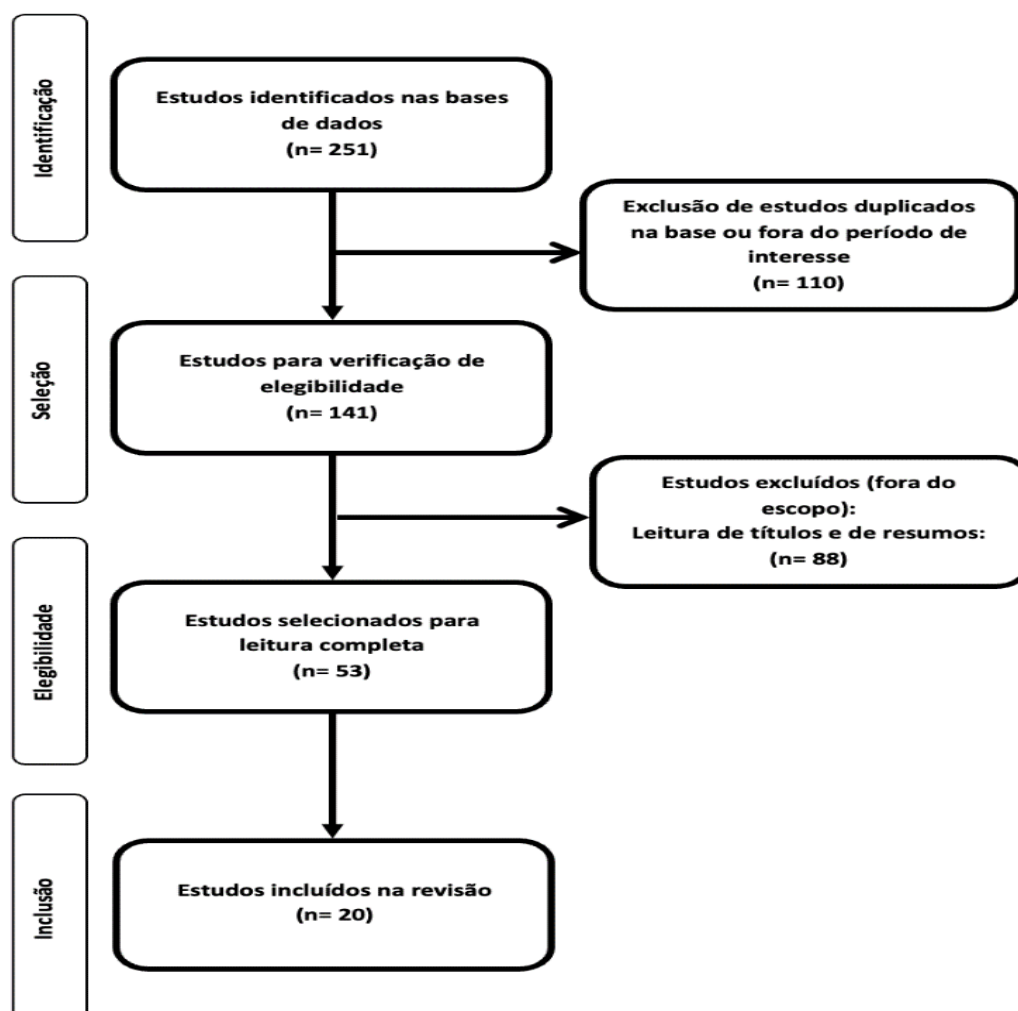 Identificação
Estudos identificados nas bases
de dados
(n= 251)
Exclusão de estudos duplicados
na base ou fora do período de
interesse
(n= 110)
Seleção
Estudos para verificação de
elegibilidade
(n= 141)
Estudos excluídos (fora do
escopo):
Leitura de títulos e de resumos:
(n= 88)
Elegibilidade
Estudos selecionados para
leitura completa
(n= 53)
Inclusão
Estudos incluídos na revisão
(n= 20)